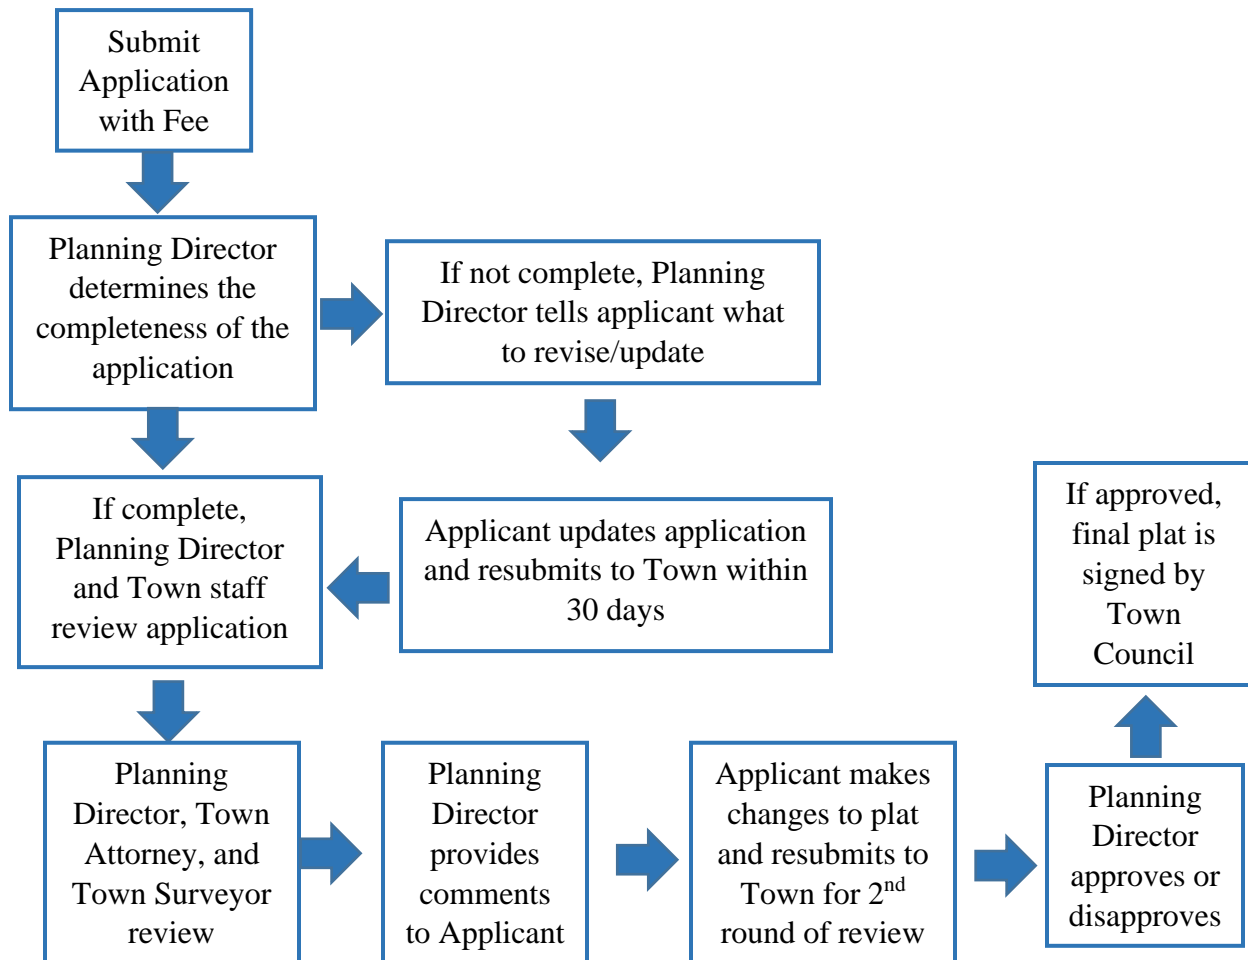 Submit
Application
with Fee
Planning Director
determines the
completeness of the
application
If not complete, Planning
Director tells applicant what
to revise/update
If complete,
Planning Director
and Town staff
review application
Applicant updates application
and resubmits to Town within
30 days
If approved,
final plat is
signed by
Town
Council
Planning
Director, Town
Attorney, and
Town Surveyor
review
Planning
Director
provides
comments
to Applicant
Applicant makes
changes to plat
and resubmits to
Town for 2nd
round of review
Planning
Director
approves or
disapproves